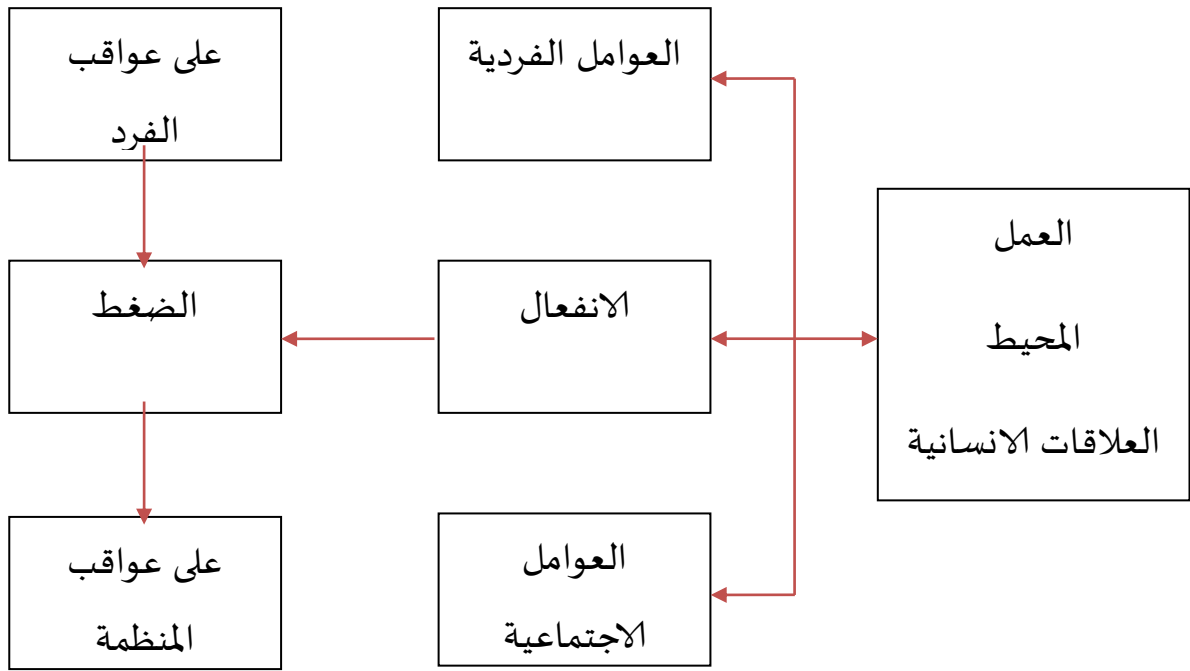 العمل
المحيط
العلاقات الانسانية
العوامل الفردية
الانفعال
العوامل
الاجتماعية
على عواقب
الفرد
الضغط
على عواقب
المنظمة